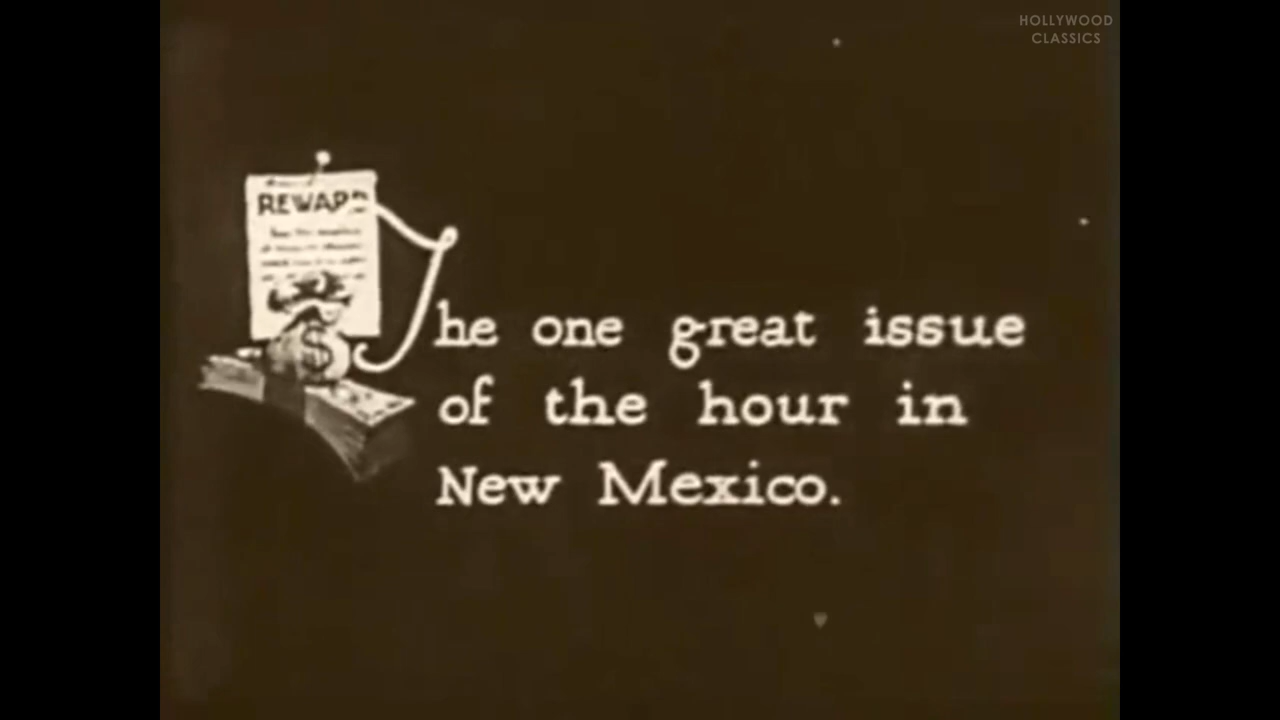 HOLLYWOOD
CLASSICS
REWARD
$
The one great issue
of the hour in
New Mexico.